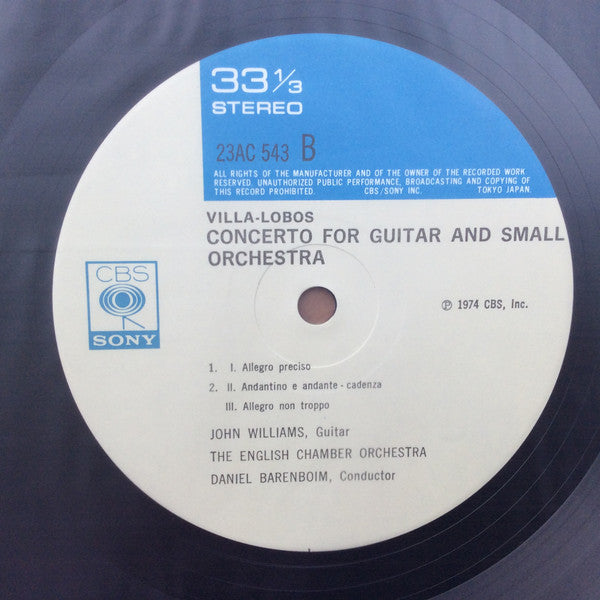 33 1/3
STEREO
23AC 543 B
ALL RIGHTS OF THE MANUFACTURER AND OF THE OWNER OF THE RECORDED WORK
RESERVED. UNAUTHORIZED PUBLIC PERFORMANCE, BROADCASTING AND COPYING OF
THIS RECORD PROHIBITED. CBS/SONY INC. TOKYO JAPAN.
VILLA-LOBOS
CONCERTO FOR GUITAR AND SMALL
ORCHESTRA
CBS
SONY
℗ 1974 CBS, Inc.
1. I. Allegro preciso
2. II. Andantino e andante - cadenza
III. Allegro non troppo
JOHN WILLIAMS, Guitar
THE ENGLISH CHAMBER ORCHESTRA
DANIEL BARENBOIM, Conductor